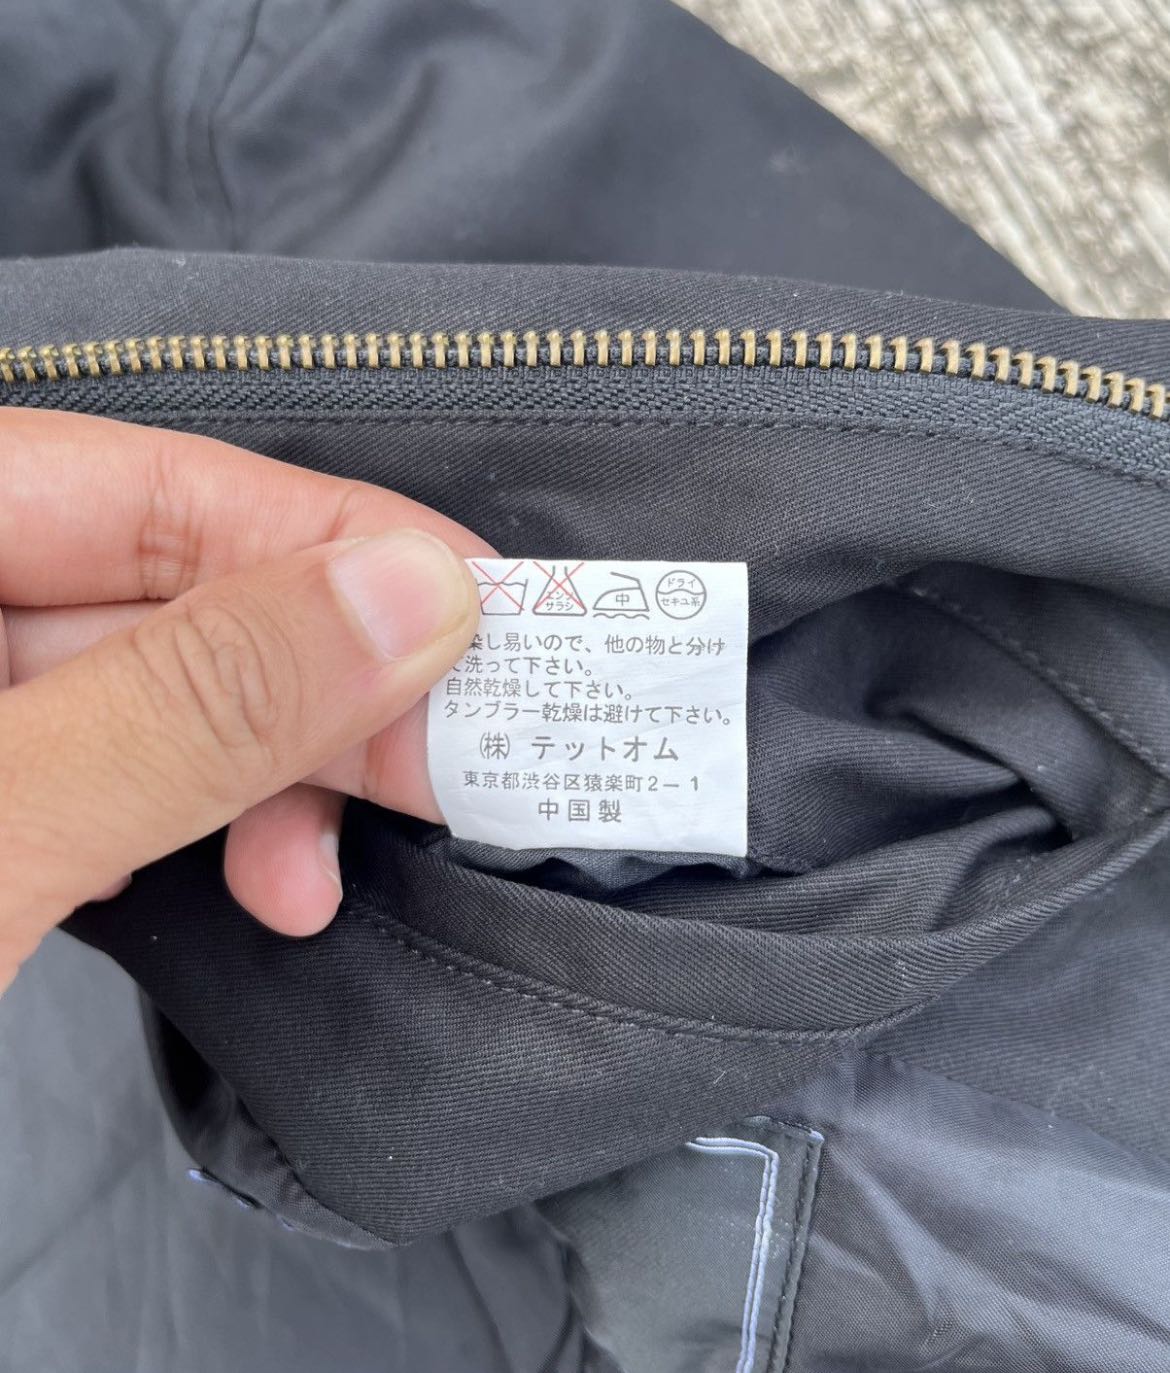 エンソ
サラシ
中
ドライ
セキユ系
染し易いので、他の物と分け
て洗って下さい。
自然乾燥して下さい。
タンブラー乾燥は避けて下さい。
(株) テットオム
東京都渋谷区猿楽町2ー1
中国製